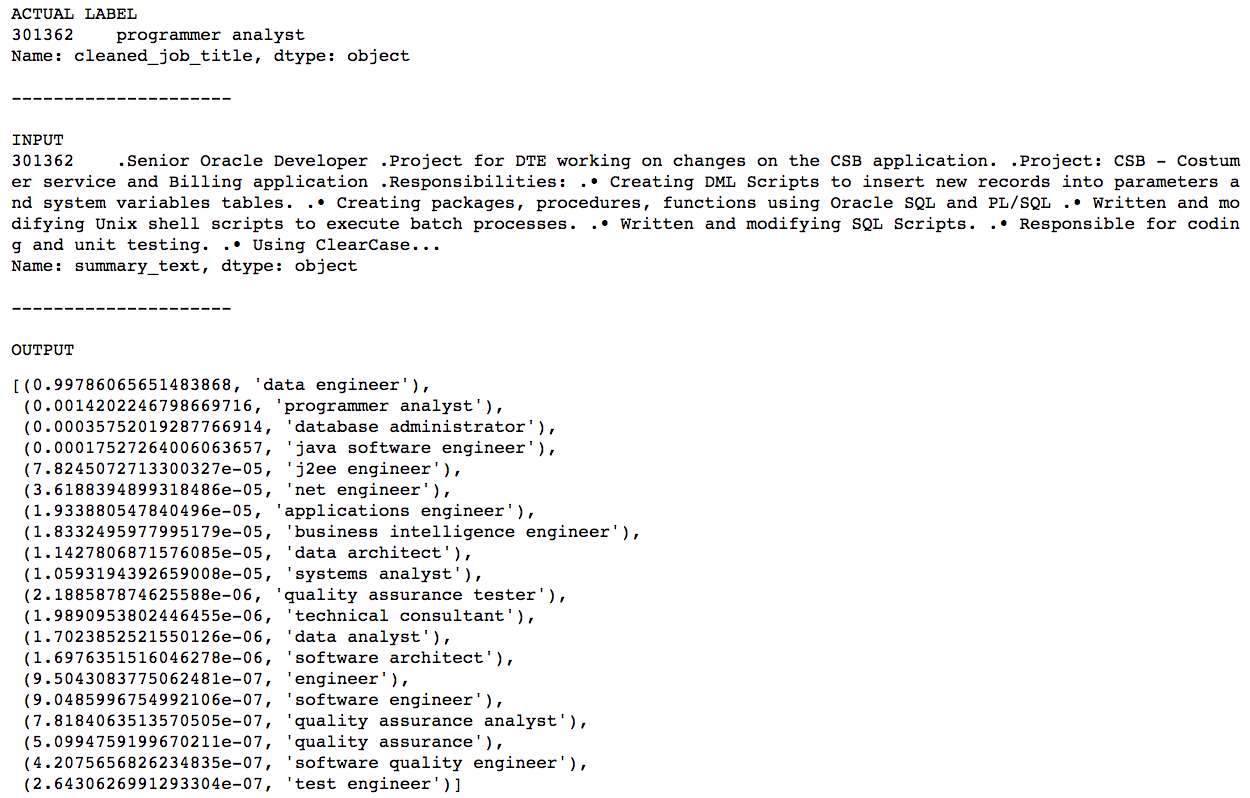 ACTUAL LABEL
301362    programmer analyst
Name: cleaned_job_title, dtype: object
---------------------
INPUT
301362    .Senior Oracle Developer .Project for DTE working on changes on the CSB application. .Project: CSB – Costum
er service and Billing application .Responsibilities: .• Creating DML Scripts to insert new records into parameters a
nd system variables tables. .• Creating packages, procedures, functions using Oracle SQL and PL/SQL .• Written and mo
difying Unix shell scripts to execute batch processes. .• Written and modifying SQL Scripts. .• Responsible for codin
g and unit testing. .• Using ClearCase...
Name: summary_text, dtype: object
---------------------
OUTPUT
[(0.99786065651483868, 'data engineer'),
 (0.0014202246798669716, 'programmer analyst'),
 (0.00035752019287766914, 'database administrator'),
 (0.00017527264006063657, 'java software engineer'),
 (7.8245072713300327e-05, 'j2ee engineer'),
 (3.6188394899318486e-05, 'net engineer'),
 (1.933880547840496e-05, 'applications engineer'),
 (1.8332495977995179e-05, 'business intelligence engineer'),
 (1.1427806871576085e-05, 'data architect'),
 (1.0593194392659008e-05, 'systems analyst'),
 (2.188587874625588e-06, 'quality assurance tester'),
 (1.9890953802446455e-06, 'technical consultant'),
 (1.7023852521550126e-06, 'data analyst'),
 (1.6976351516046278e-06, 'software architect'),
 (9.5043083775062481e-07, 'engineer'),
 (9.0485996754992106e-07, 'software engineer'),
 (7.8184063513570505e-07, 'quality assurance analyst'),
 (5.0994759199670211e-07, 'quality assurance'),
 (4.2075656826234835e-07, 'software quality engineer'),
 (2.6430626991293304e-07, 'test engineer')]